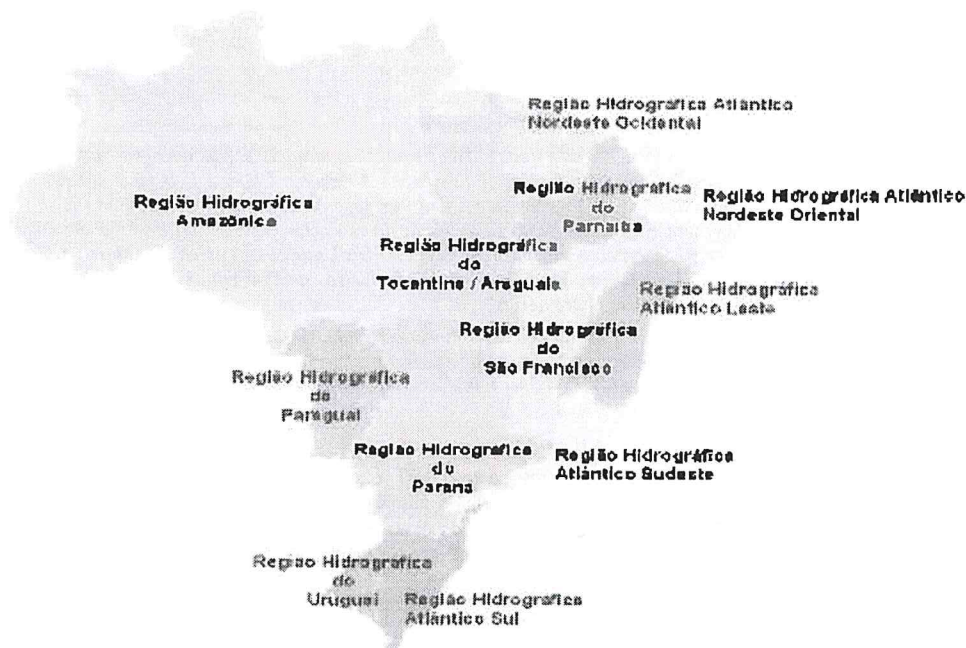 Região Hidrográfica Atlântico
Nordeste Ocidental
Região Hidrográfica
Amazônica
Região Hidrográfica
do
Parnaíba
Região Hidrográfica Atlântico
Nordeste Oriental
Região Hidrográfica
do
Tocantins / Araguaia
Região Hidrográfica
Atlântico Leste
Região Hidrográfica
do
São Francisco
Região Hidrográfica
do
Paraguai
Região Hidrográfica
do
Paraná
Região Hidrográfica
Atlântico Sudeste
Região Hidrográfica
do
Uruguai
Região Hidrográfica
Atlântico Sul